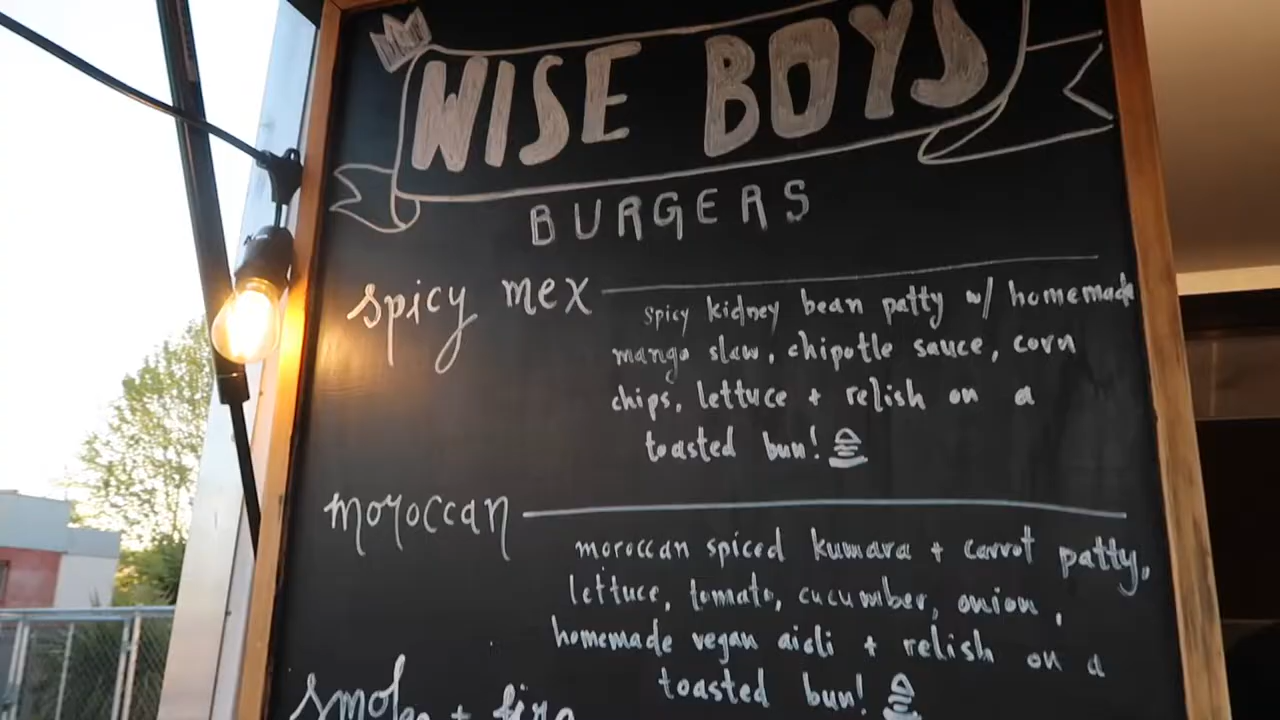 WISE BOYS
BURGERS
spicy mex
spicy kidney bean patty w/ homemade
mango slaw, chipotle sauce, corn
chips, lettuce + relish on a
toasted bun!
moroccan
moroccan spiced kumara + carrot patty,
lettuce, tomato, cucumber, onion,
homemade vegan aioli + relish on a
toasted bun!
+